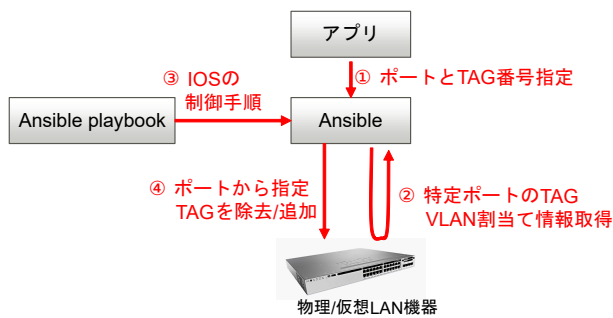 アプリ
① ポートとTAG番号指定
③ IOSの
制御手順
Ansible playbook
Ansible
④ ポートから指定
TAGを除去/追加
② 特定ポートのTAG
VLAN割当て情報取得
物理/仮想LAN機器